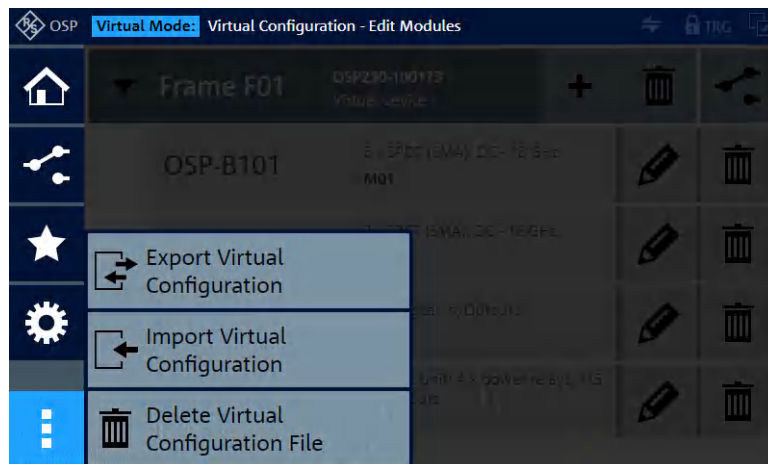 R&S OSP Virtual Mode: Virtual Configuration - Edit Modules TRG
Frame F01
OSP230-100173
Virtual Device
OSP-B101
M01
Export Virtual
Configuration
Import Virtual
Configuration
Delete Virtual
Configuration File